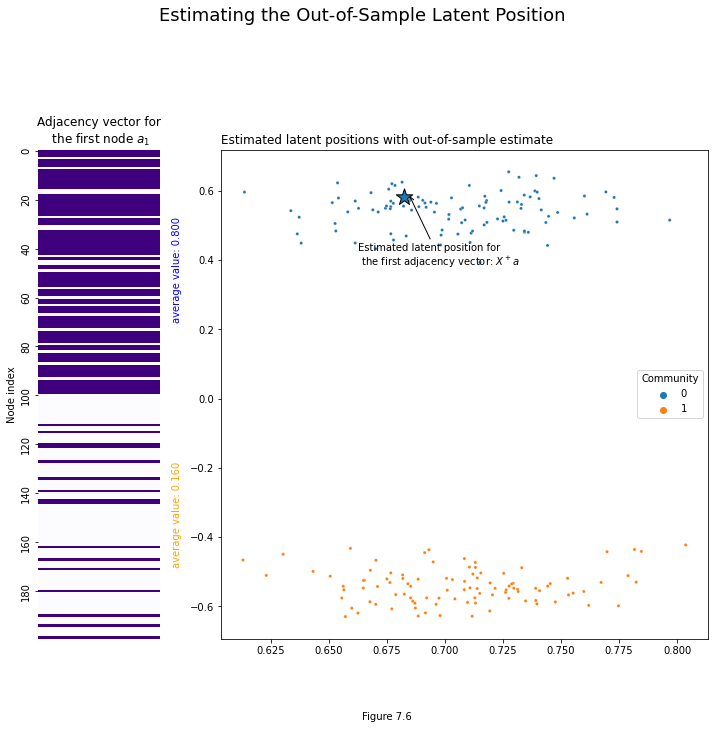 Estimating the Out-of-Sample Latent Position
Adjacency vector for
the first node a₁
Node index
0
20
40
60
80
100
120
140
160
180
average value: 0.800
average value: 0.160
Estimated latent positions with out-of-sample estimate
0.6
0.4
0.2
0.0
−0.2
−0.4
−0.6
Estimated latent position for
the first adjacency vector: X⁺a
Community
0
1
0.625
0.650
0.675
0.700
0.725
0.750
0.775
0.800
Figure 7.6